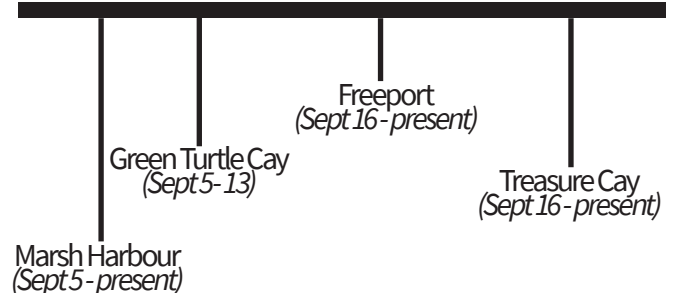 Freeport
(Sept 16 - present)
Green Turtle Cay
(Sept 5 - 13)
Treasure Cay
(Sept 16 - present)
Marsh Harbour
(Sept 5 - present)